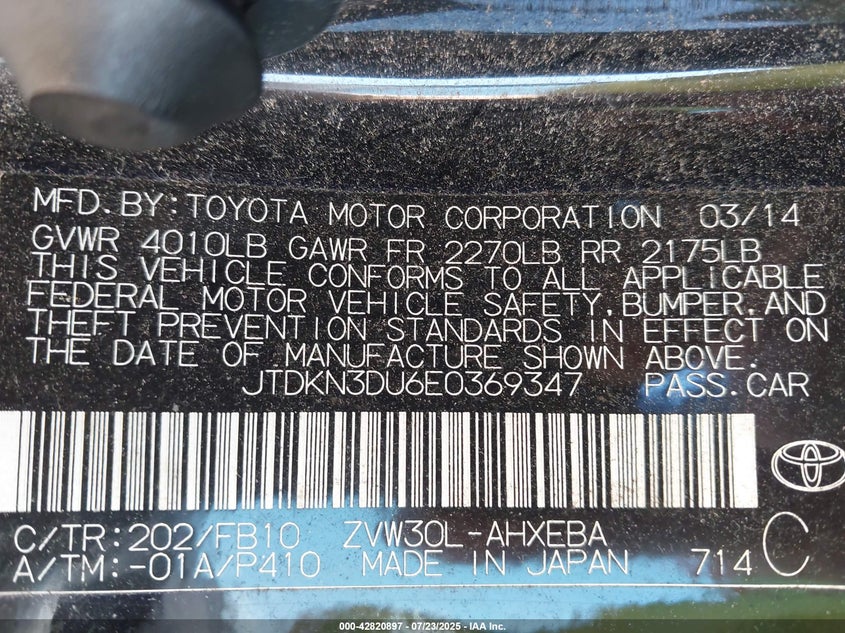 MFD.BY:TOYOTA MOTOR CORPORATION 03/14
GVWR 4010LB GAWR FR 2270LB RR 2175LB
THIS VEHICLE CONFORMS TO ALL APPLICABLE
FEDERAL MOTOR VEHICLE SAFETY,BUMPER,AND
THEFT PREVENTION STANDARDS IN EFFECT ON
THE DATE OF MANUFACTURE SHOWN ABOVE.
JTDKN3DU6E0369347 PASS.CAR
C/TR:202/FB10 ZVW30L-AHXEBA C
A/TM:-01A/P410 MADE IN JAPAN 714
000-42820897 - 07/23/2025 - IAA Inc.